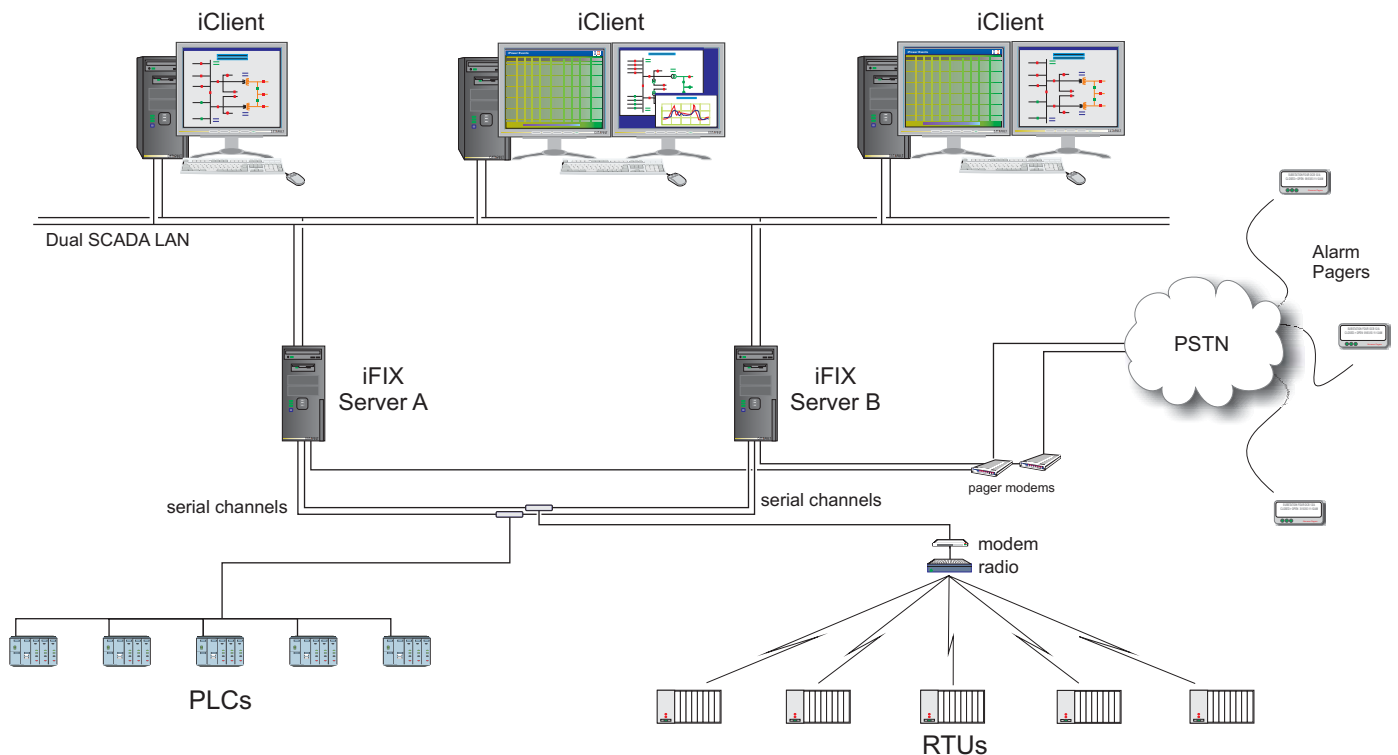 iClient
iClient
iClient
Dual SCADA LAN
Alarm
Pagers
PSTN
iFIX
Server A
iFIX
Server B
pager modems
serial channels
serial channels
modem
radio
PLCs
RTUs